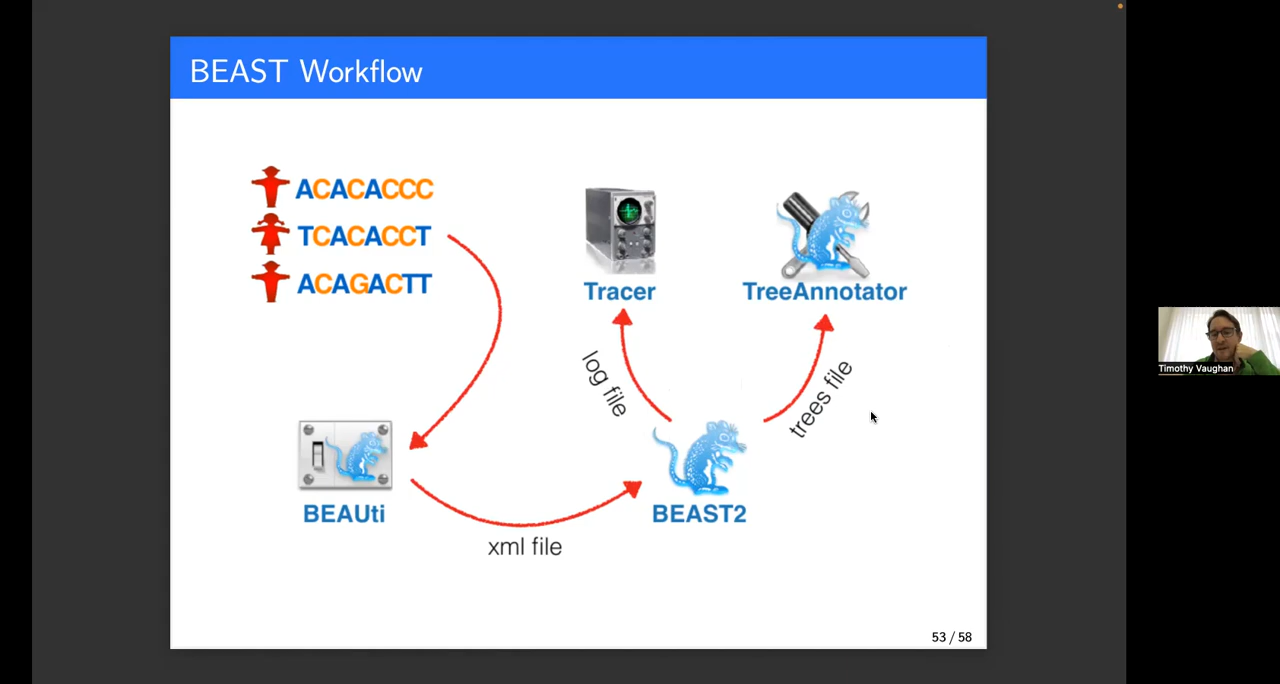 BEAST Workflow
ACACACCC
TCACACCT
ACAGACTT
Tracer
TreeAnnotator
log file
trees file
BEAUti
BEAST2
xml file
53 / 58
Timothy Vaughan